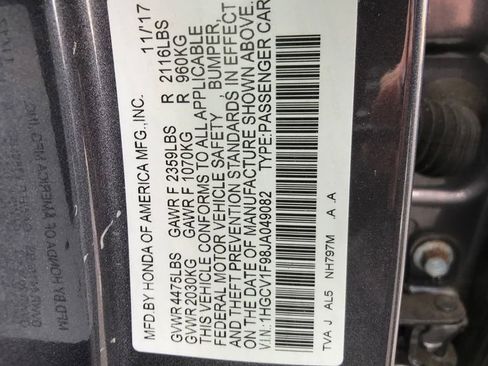 MFD BY HONDA OF AMERICA MFG.,INC. 11/17
GVWR 4475LBS GAWR F 2359LBS R 2116LBS
GVWR 2030KG GAWR F 1070KG R 960KG
THIS VEHICLE CONFORMS TO ALL APPLICABLE
FEDERAL MOTOR VEHICLE SAFETY BUMPER,
AND THEFT PREVENTION STANDARDS IN EFFECT
ON THE DATE OF MANUFACTURE SHOWN ABOVE.
V.I.N: 1HGCV1F98JA049082 TYPE:PASSENGER CAR
TVA J AL5 NH797M .A .A